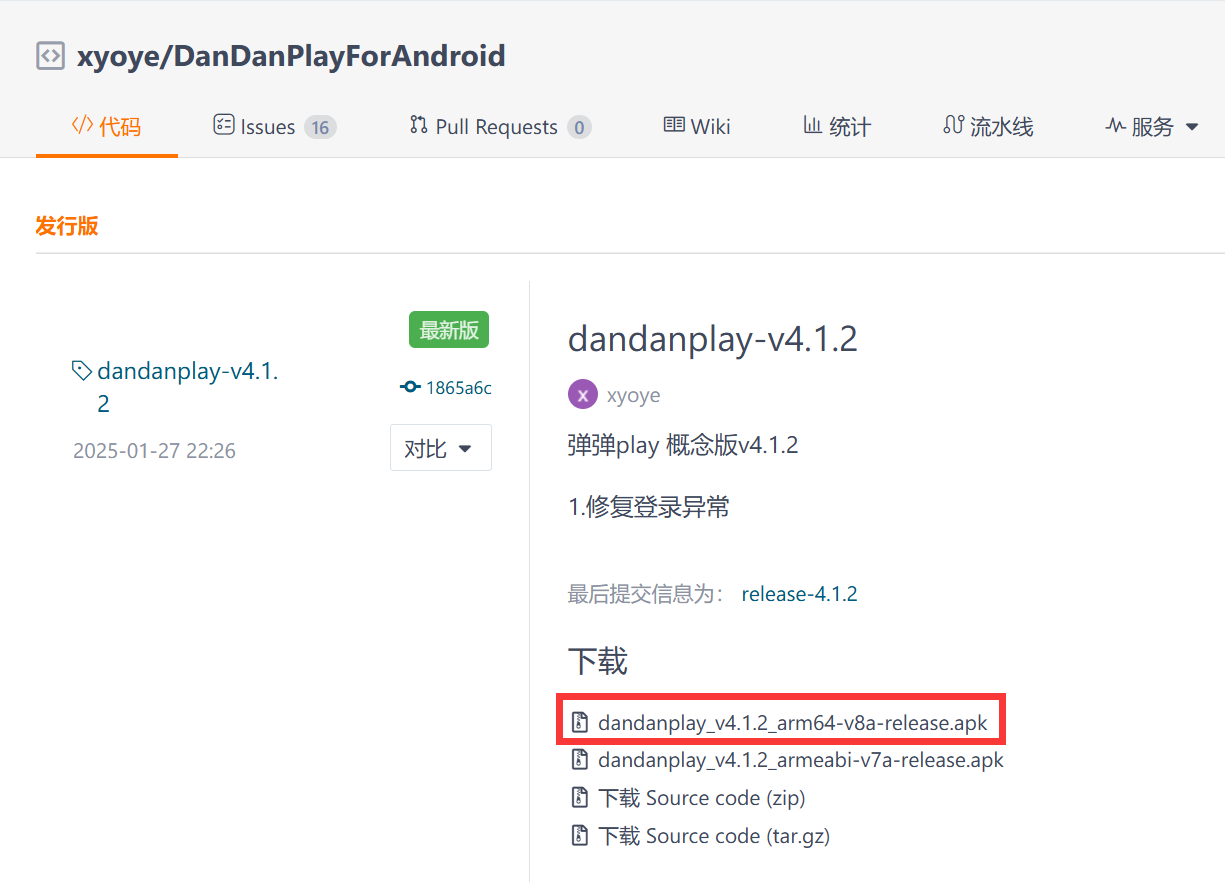 xyoye/DanDanPlayForAndroid
代码 Issues 16 Pull Requests 0 Wiki 统计 流水线 服务
发行版
最新版
dandanplay-v4.1.
2
1865a6c
2025-01-27 22:26
对比
dandanplay-v4.1.2
x xyoye
弹弹play 概念版v4.1.2
1.修复登录异常
最后提交信息为： release-4.1.2
下载
dandanplay_v4.1.2_arm64-v8a-release.apk
dandanplay_v4.1.2_armeabi-v7a-release.apk
下载 Source code (zip)
下载 Source code (tar.gz)